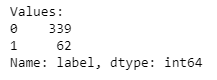 Values:
0    339
1     62
Name: label, dtype: int64